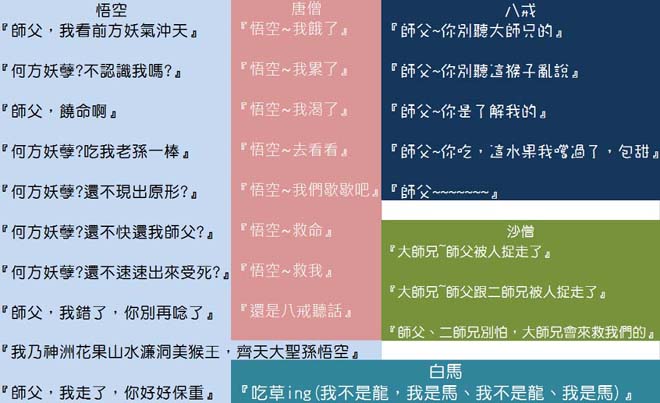 悟空
『師父，我看前方妖氣沖天』
『何方妖孽?不認識我嗎?』
『師父，饒命啊』
『何方妖孽?吃我老孫一棒』
『何方妖孽?還不現出原形?』
『何方妖孽?還不快還我師父?』
『何方妖孽?還不速速出來受死?』
『師父，我錯了，你別再唸了』
『我乃神洲花果山水濂洞美猴王，齊天大聖孫悟空』
『師父，我走了，你好好保重』
唐僧
『悟空~我餓了』
『悟空~我累了』
『悟空~我渴了』
『悟空~去看看』
『悟空~我們歇歇吧』
『悟空~救命』
『悟空~救我』
『還是八戒聽話』
八戒
『師父~你別聽大師兄的』
『師父~你別聽這猴子亂說』
『師父~你是了解我的』
『師父~你吃，這水果我嚐過了，包甜』
『師父~~~~~~~』
沙僧
『大師兄~師父被人捉走了』
『大師兄~師父跟二師兄被人捉走了』
『師父、二師兄別怕，大師兄會來救我們的』
白馬
『吃草ing(我不是龍，我是馬、我不是龍、我是馬)』